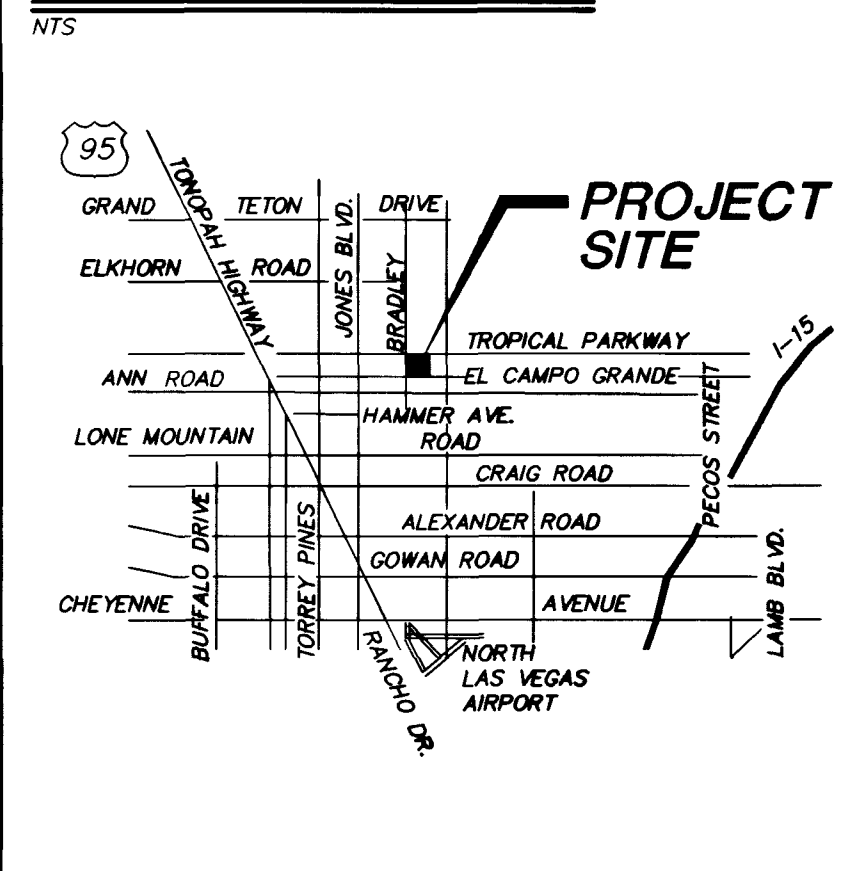 NTS
95
TONOPAH HIGHWAY
GRAND TETON DRIVE
PROJECT
SITE
ELKHORN ROAD
JONES BLVD.
BRADLEY
TROPICAL PARKWAY
I-15
ANN ROAD
EL CAMPO GRANDE
PECOS STREET
HAMMER AVE.
LONE MOUNTAIN ROAD
CRAIG ROAD
BUFFALO DRIVE
TORREY PINES
ALEXANDER ROAD
GOWAN ROAD
LAMB BLVD.
CHEYENNE AVENUE
RANCHO DR.
NORTH
LAS VEGAS
AIRPORT